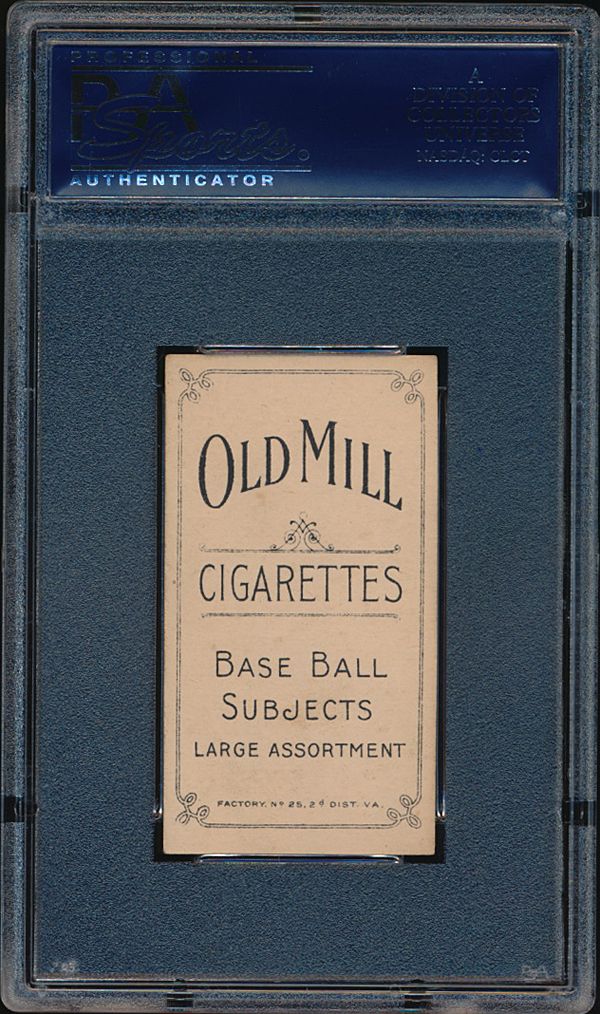 PROFESSIONAL
PSA
Sports.
AUTHENTICATOR
A
DIVISION OF
COLLECTORS
UNIVERSE
NASDAQ: CLCT
OLD MILL
CIGARETTES
BASE BALL
SUBJECTS
LARGE ASSORTMENT
FACTORY. Nº 25, 2ᵈ DIST. VA.
PSA